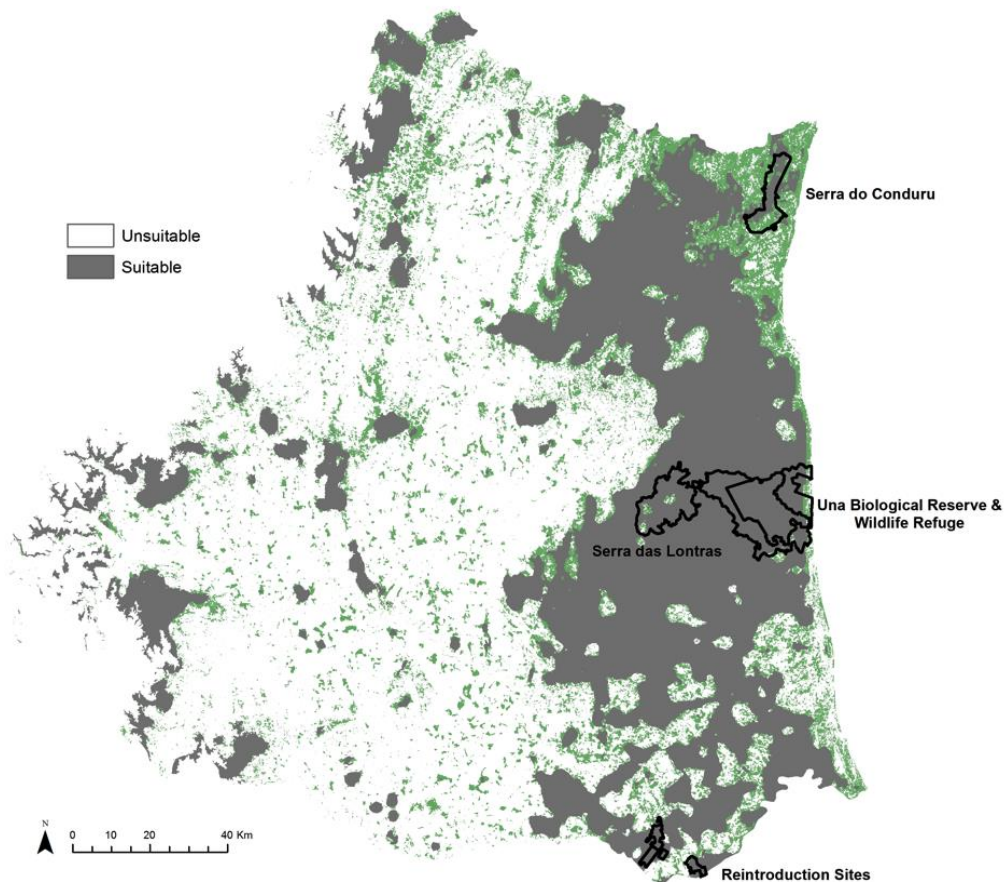 Serra do Conduru
Unsuitable
Suitable
Una Biological Reserve &
Wildlife Refuge
Serra das Lontras
N
0 10 20 40 Km
Reintroduction Sites